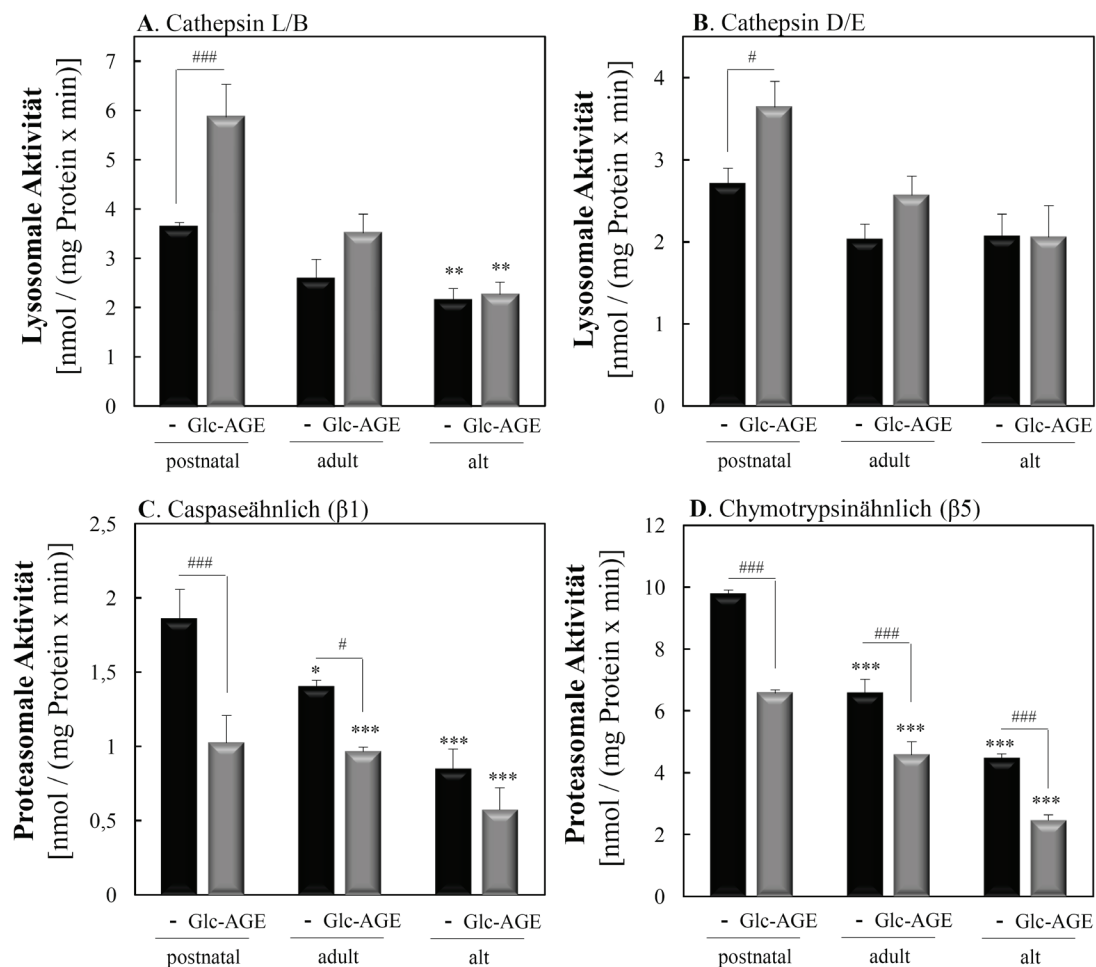 A. Cathepsin L/B
Lysosomale Aktivität
[nmol / (mg Protein x min)]
7
6
5
4
3
2
1
0
###
** **
- Glc-AGE - Glc-AGE - Glc-AGE
postnatal adult alt
B. Cathepsin D/E
Lysosomale Aktivität
[nmol / (mg Protein x min)]
4
3
2
1
0
#
- Glc-AGE - Glc-AGE - Glc-AGE
postnatal adult alt
C. Caspaseähnlich (β1)
Proteasomale Aktivität
[nmol / (mg Protein x min)]
2,5
2
1,5
1
0,5
0
###
#
*
***
***
***
- Glc-AGE - Glc-AGE - Glc-AGE
postnatal adult alt
D. Chymotrypsinähnlich (β5)
Proteasomale Aktivität
[nmol / (mg Protein x min)]
12
10
8
6
4
2
0
###
###
***
***
###
***
***
- Glc-AGE - Glc-AGE - Glc-AGE
postnatal adult alt